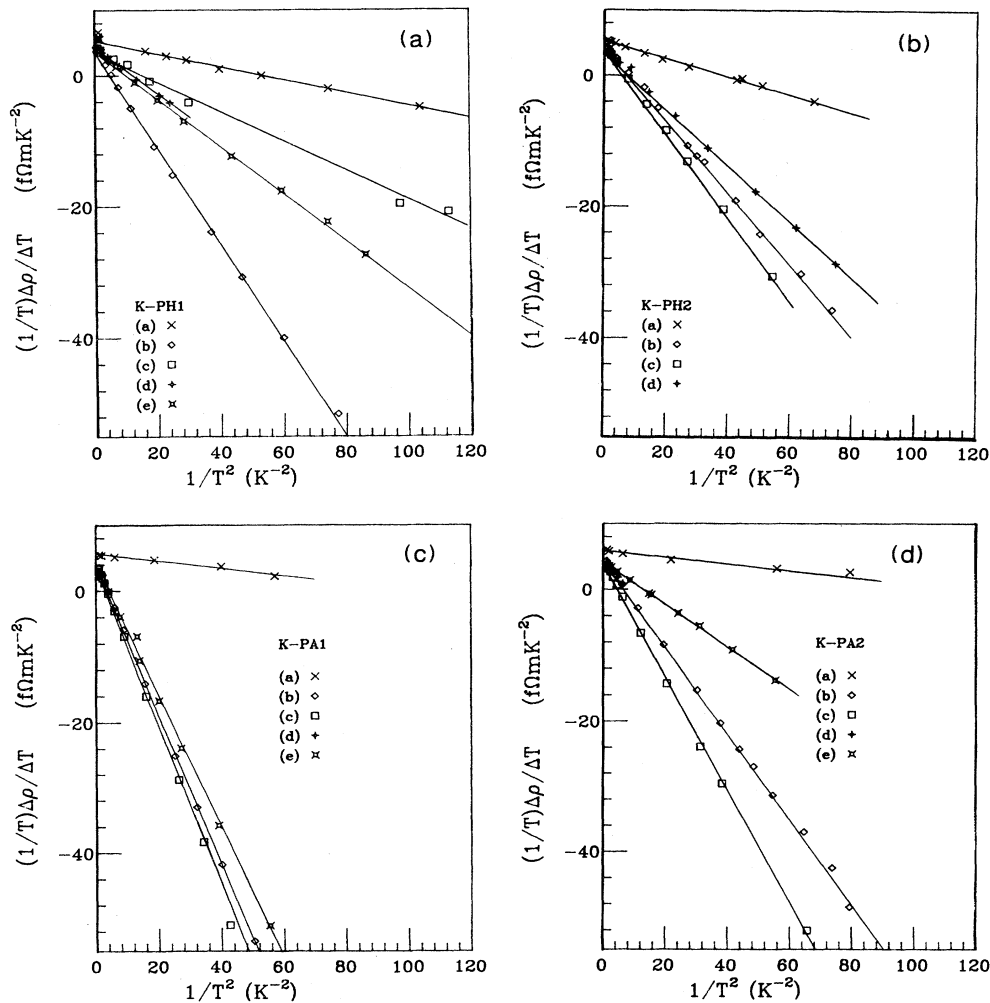 (a)
0
−20
−40
(1/T)Δρ/ΔT (fΩmK⁻²)
K-PH1
(a) ×
(b) ◇
(c) □
(d) +
(e) ¤
0 20 40 60 80 100 120
1/T² (K⁻²)
(b)
0
−20
−40
(1/T)Δρ/ΔT (fΩmK⁻²)
K-PH2
(a) ×
(b) ◇
(c) □
(d) +
0 20 40 60 80 100 120
1/T² (K⁻²)
(c)
0
−20
−40
(1/T)Δρ/ΔT (fΩmK⁻²)
K-PA1
(a) ×
(b) ◇
(c) □
(d) +
(e) ¤
0 20 40 60 80 100 120
1/T² (K⁻²)
(d)
0
−20
−40
(1/T)Δρ/ΔT (fΩmK⁻²)
K-PA2
(a) ×
(b) ◇
(c) □
(d) +
(e) ¤
0 20 40 60 80 100 120
1/T² (K⁻²)